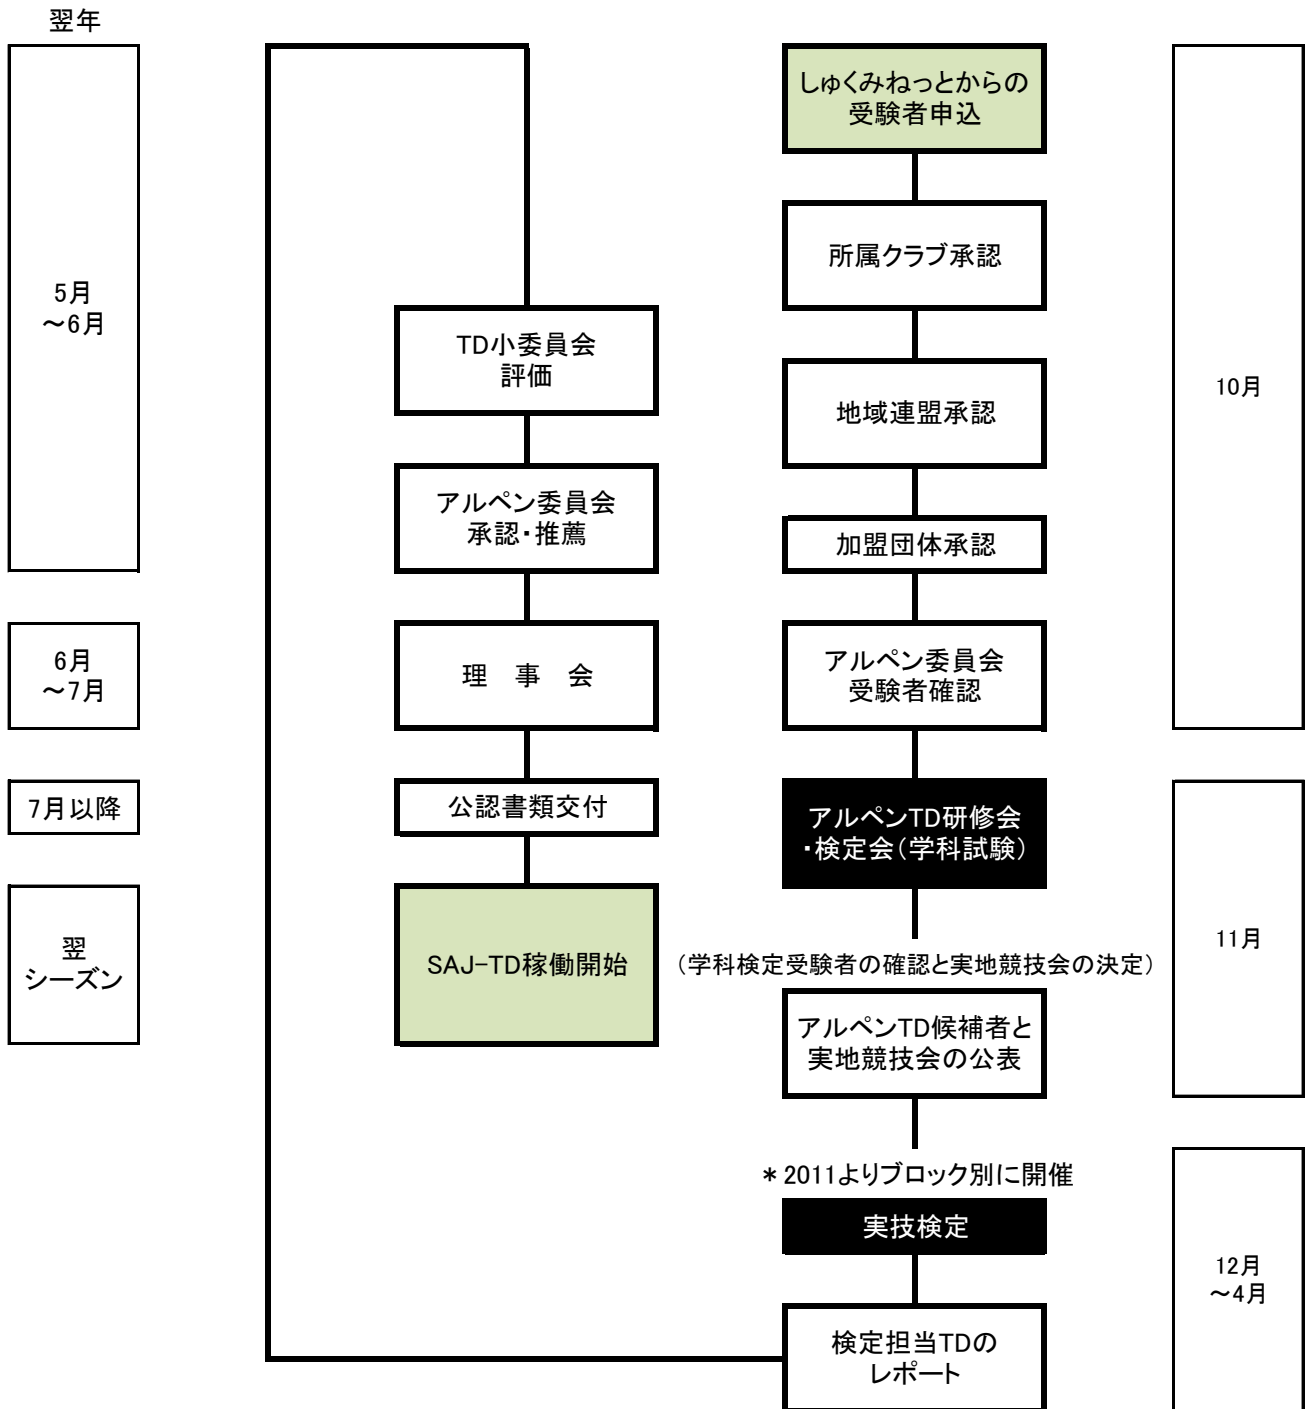 翌年
5月
～6月
6月
～7月
7月以降
翌
シーズン
TD小委員会
評価
アルペン委員会
承認・推薦
理　事　会
公認書類交付
SAJ-TD稼働開始
しゅくみねっとからの
受験者申込
所属クラブ承認
地域連盟承認
加盟団体承認
アルペン委員会
受験者確認
アルペンTD研修会
・検定会（学科試験）
（学科検定受験者の確認と実地競技会の決定）
アルペンTD候補者と
実地競技会の公表
＊2011よりブロック別に開催
実技検定
検定担当TDの
レポート
10月
11月
12月
～4月